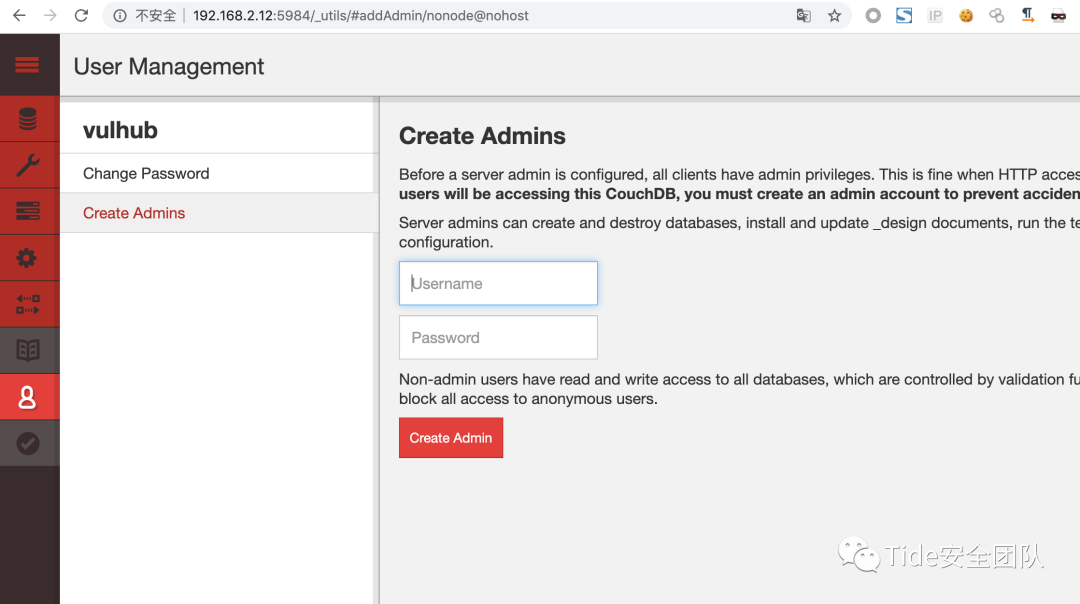 不安全 192.168.2.12:5984/_utils/#addAdmin/nonode@nohost
IP
User Management
vulhub
Change Password
Create Admins
Create Admins
Before a server admin is configured, all clients have admin privileges. This is fine when HTTP acces
users will be accessing this CouchDB, you must create an admin account to prevent acciden
Server admins can create and destroy databases, install and update _design documents, run the te
configuration.
Username
Password
Non-admin users have read and write access to all databases, which are controlled by validation fu
block all access to anonymous users.
Create Admin
Tide安全团队